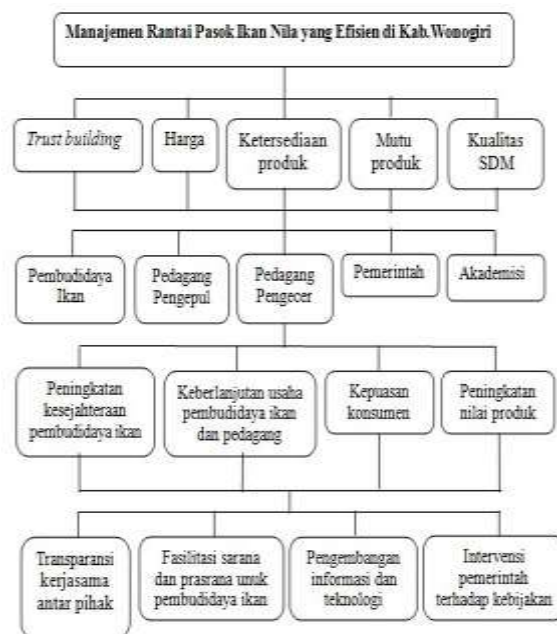 Manajemen Rantai Pasok Ikan Nila yang Efisien di Kab.Wonogiri
Trust building
Harga
Ketersediaan
produk
Mutu
produk
Kualitas
SDM
Pembudidaya
Ikan
Pedagang
Pengepul
Pedagang
Pengecer
Pemerintah
Akademisi
Peningkatan
kesejahteraan
pembudidaya ikan
Keberlanjutan usaha
pembudidaya ikan
dan pedagang
Kepuasan
konsumen
Peningkatan
nilai produk
Transparansi
kerjasama
antar pihak
Fasilitasi sarana
dan prasrana unuk
pembudidaya ikan
Pengembangan
informasi dan
teknologi
Intervensi
pemerintah
terhadap kebijakan